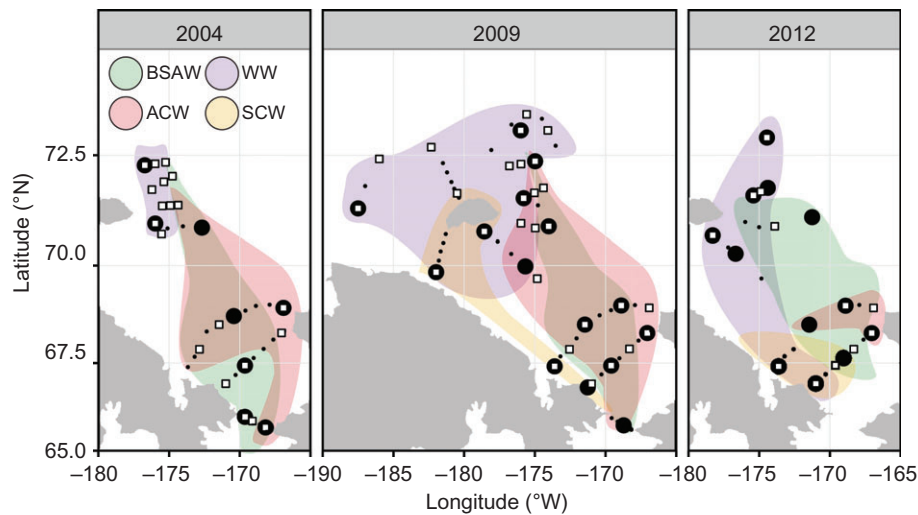 2004 2009 2012
BSAW WW
ACW SCW
72.5
70.0
67.5
65.0
Latitude (°N)
−180 −175 −170 −190 −185 −180 −175 −170 −180 −175 −170 −165
Longitude (°W)